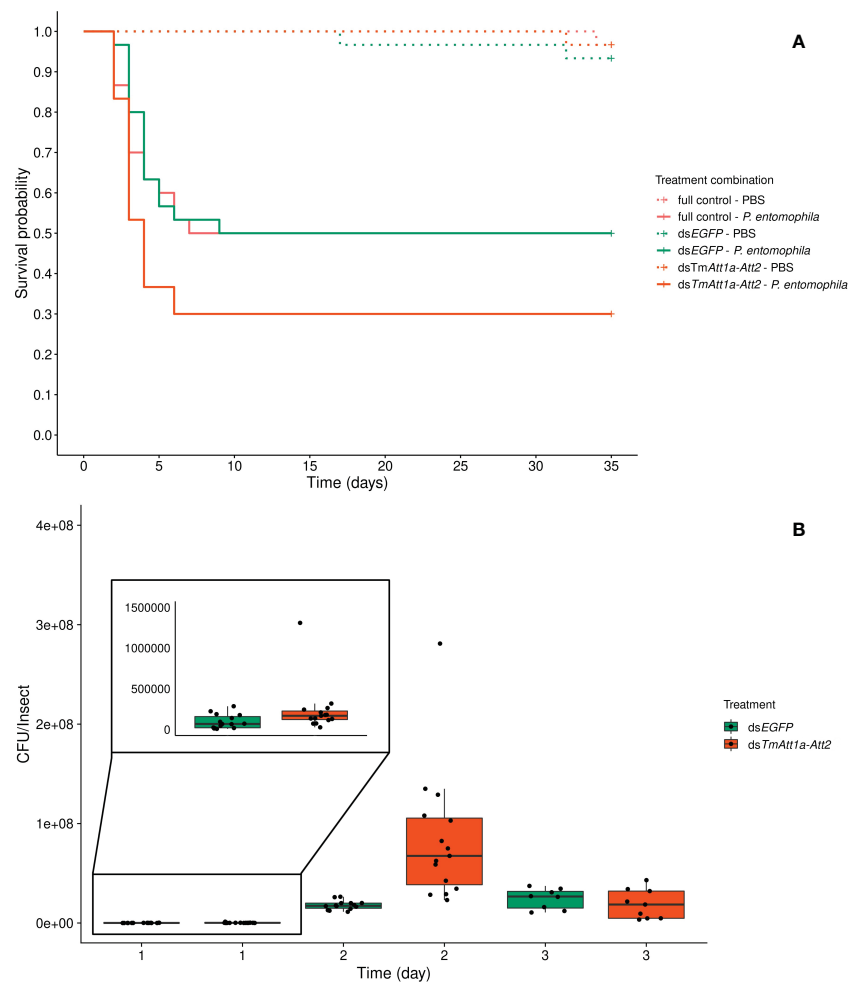 A
1.0
0.9
0.8
0.7
0.6
0.5
0.4
0.3
0.2
0.1
0.0
Survival probability
0 5 10 15 20 25 30 35
Time (days)
Treatment combination
full control - PBS
full control - P. entomophila
dsEGFP - PBS
dsEGFP - P. entomophila
dsTmAtt1a-Att2 - PBS
dsTmAtt1a-Att2 - P. entomophila
B
4e+08
3e+08
2e+08
1e+08
0e+00
CFU/Insect
1500000
1000000
500000
0
1 1 2 2 3 3
Time (day)
Treatment
dsEGFP
dsTmAtt1a-Att2